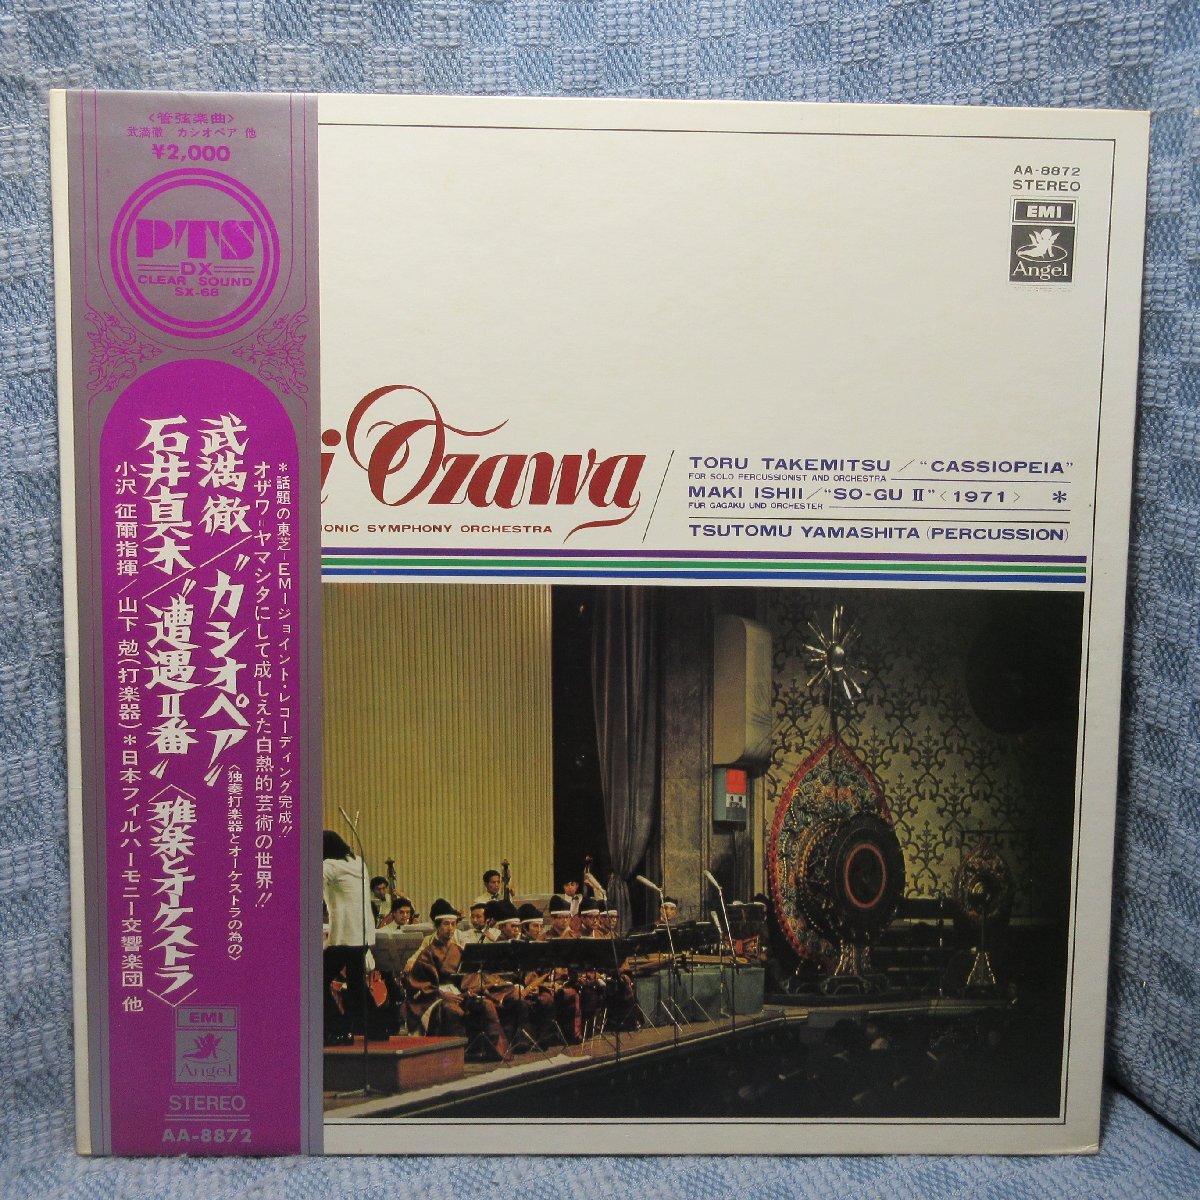 〈管弦楽曲〉
武満徹/カシオペア 他
¥2,000
PTS
DX
CLEAR SOUND
SX-68
*話題の東芝-EMIジョイント・レコーディング完成!!
オザワ=ヤマシタにして成しえた白熱的芸術の世界!!
武満徹/〝カシオペア〟〈独奏打楽器とオーケストラの為の〉
石井真木/〝遭遇Ⅱ番〟〈雅楽とオーケストラ〉
小沢征爾指揮/山下 勉(打楽器)*日本フィルハーモニー交響楽団 他
EMI
Angel
STEREO
AA-8872
AA-8872
STEREO
EMI
Angel
i Ozawa
ONIC SYMPHONY ORCHESTRA
TORU TAKEMITSU / "CASSIOPEIA"
FOR SOLO PERCUSSIONIST AND ORCHESTRA
MAKI ISHII / "SO-GU Ⅱ" <1971> *
FÜR GAGAKU UND ORCHESTER
TSUTOMU YAMASHITA (PERCUSSION)